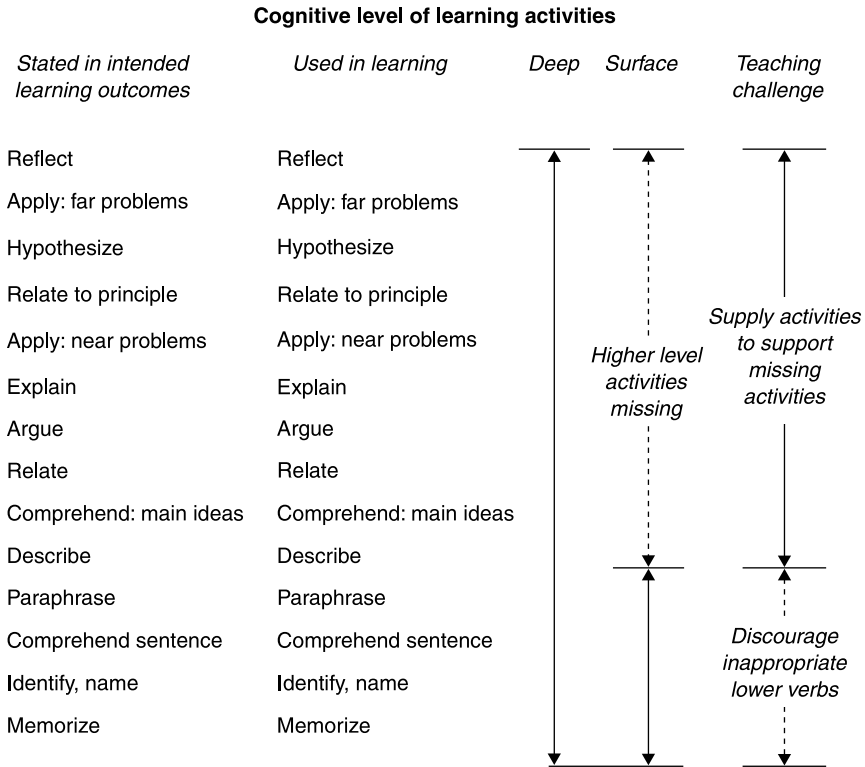 Cognitive level of learning activities
Stated in intended
learning outcomes
Used in learning
Deep
Surface
Teaching
challenge
Reflect
Reflect
Apply: far problems
Apply: far problems
Hypothesize
Hypothesize
Relate to principle
Relate to principle
Apply: near problems
Apply: near problems
Explain
Explain
Argue
Argue
Relate
Relate
Comprehend: main ideas
Comprehend: main ideas
Describe
Describe
Paraphrase
Paraphrase
Comprehend sentence
Comprehend sentence
Identify, name
Identify, name
Memorize
Memorize
Higher level
activities
missing
Supply activities
to support
missing
activities
Discourage
inappropriate
lower verbs